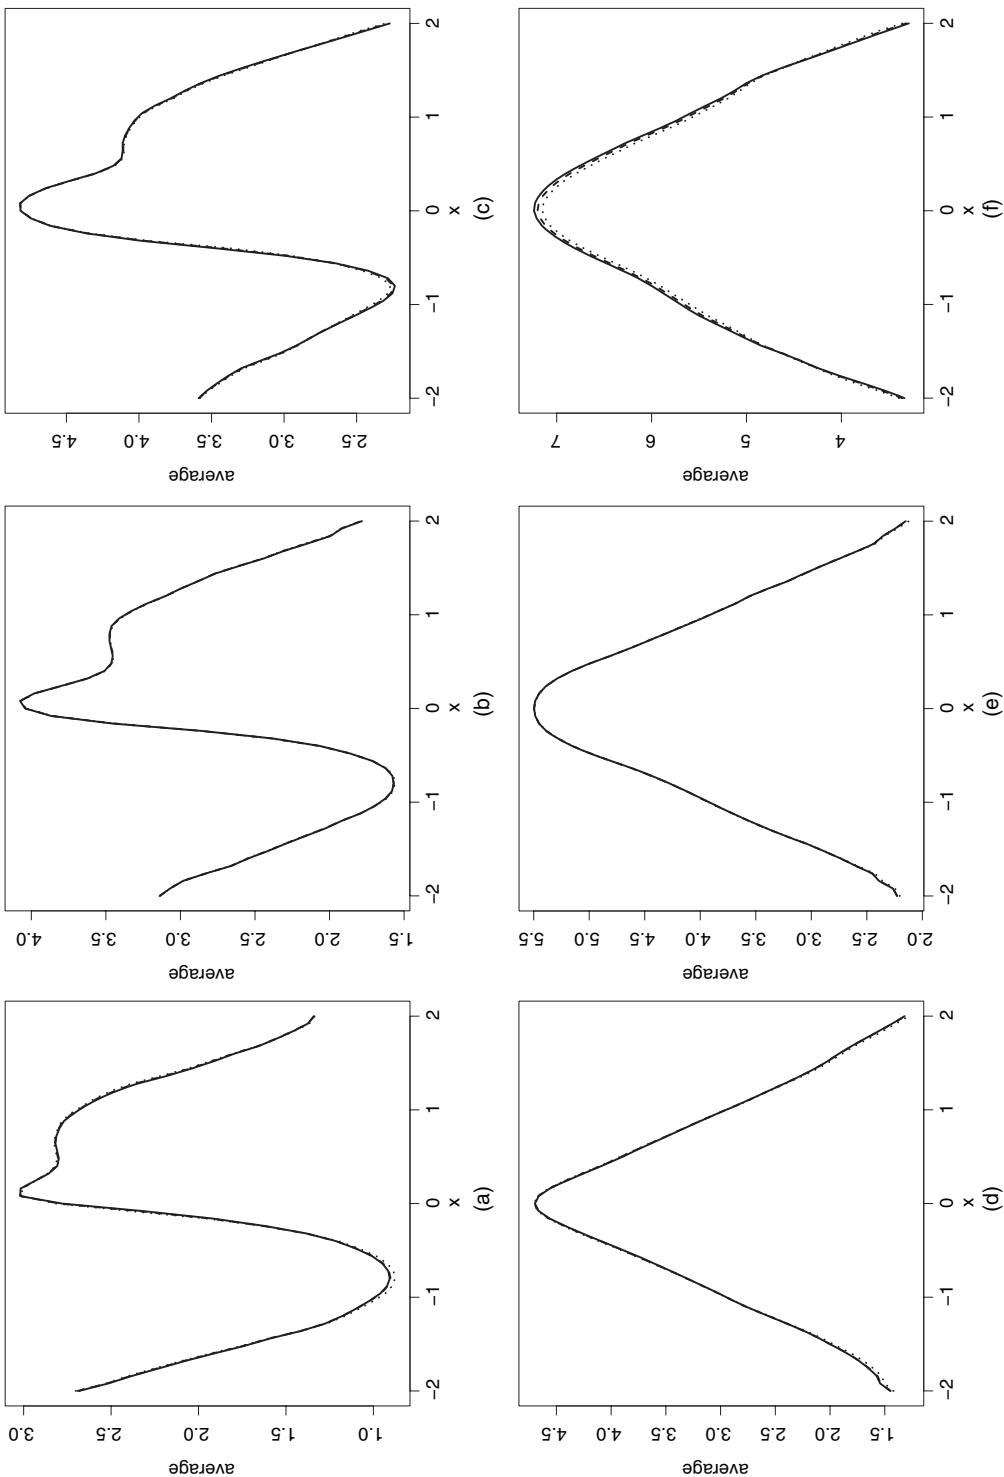 average
1.0 1.5 2.0 2.5 3.0
−2 −1 0 1 2
x
(a)
average
1.5 2.0 2.5 3.0 3.5 4.0
−2 −1 0 1 2
x
(b)
average
2.5 3.0 3.5 4.0 4.5
−2 −1 0 1 2
x
(c)
average
1.5 2.0 2.5 3.0 3.5 4.0 4.5
−2 −1 0 1 2
x
(d)
average
2.0 2.5 3.0 3.5 4.0 4.5 5.0 5.5
−2 −1 0 1 2
x
(e)
average
4 5 6 7
−2 −1 0 1 2
x
(f)